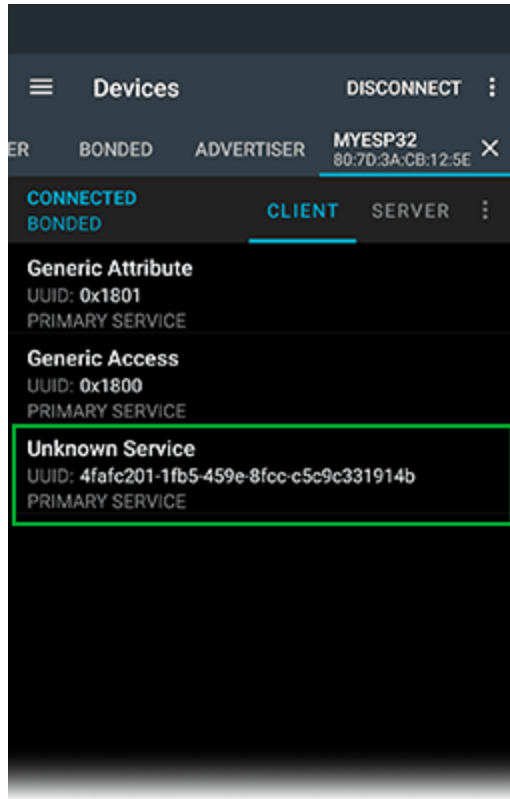 Devices DISCONNECT
ER BONDED ADVERTISER MYESP32
80:7D:3A:CB:12:5E
CONNECTED
BONDED
CLIENT SERVER
Generic Attribute
UUID: 0x1801
PRIMARY SERVICE
Generic Access
UUID: 0x1800
PRIMARY SERVICE
Unknown Service
UUID: 4fafc201-1fb5-459e-8fcc-c5c9c331914b
PRIMARY SERVICE